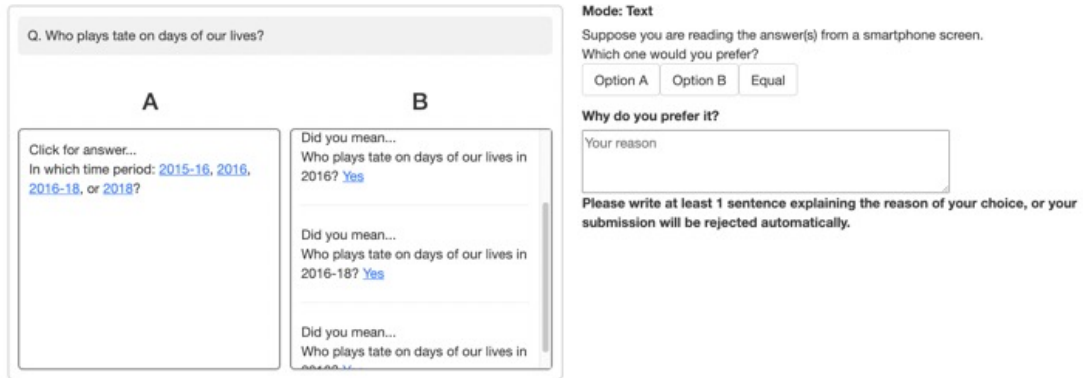 Q. Who plays tate on days of our lives?
A
Click for answer...
In which time period: 2015-16, 2016,
2016-18, or 2018?
B
Did you mean...
Who plays tate on days of our lives in
2016? Yes
Did you mean...
Who plays tate on days of our lives in
2016-18? Yes
Did you mean...
Who plays tate on days of our lives in
Mode: Text
Suppose you are reading the answer(s) from a smartphone screen.
Which one would you prefer?
Option A Option B Equal
Why do you prefer it?
Your reason
Please write at least 1 sentence explaining the reason of your choice, or your
submission will be rejected automatically.